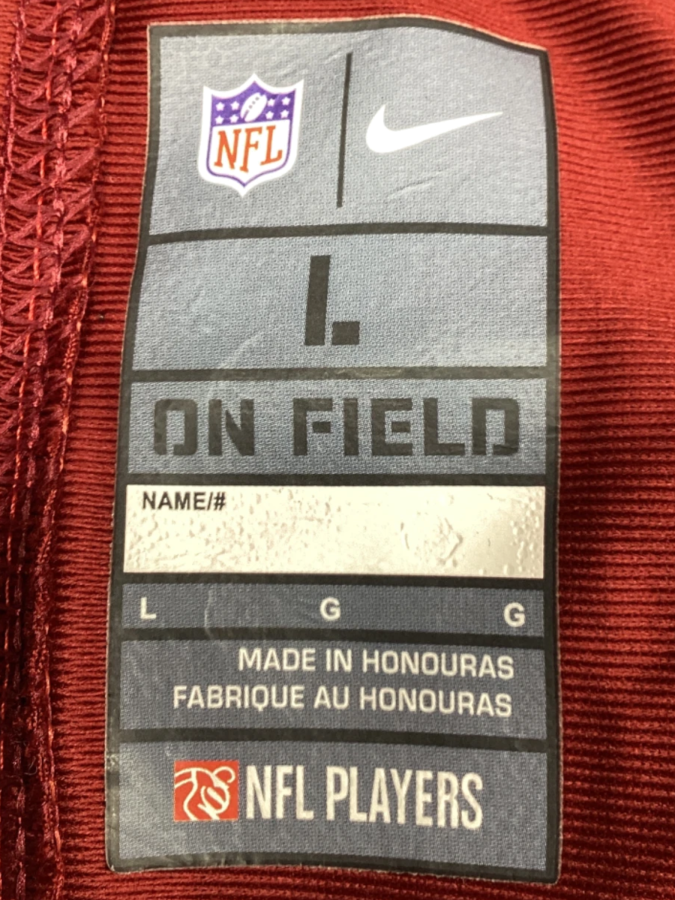 NFL
L
ON FIELD
NAME/#
L G G
MADE IN HONOURAS
FABRIQUE AU HONOURAS
NFL PLAYERS